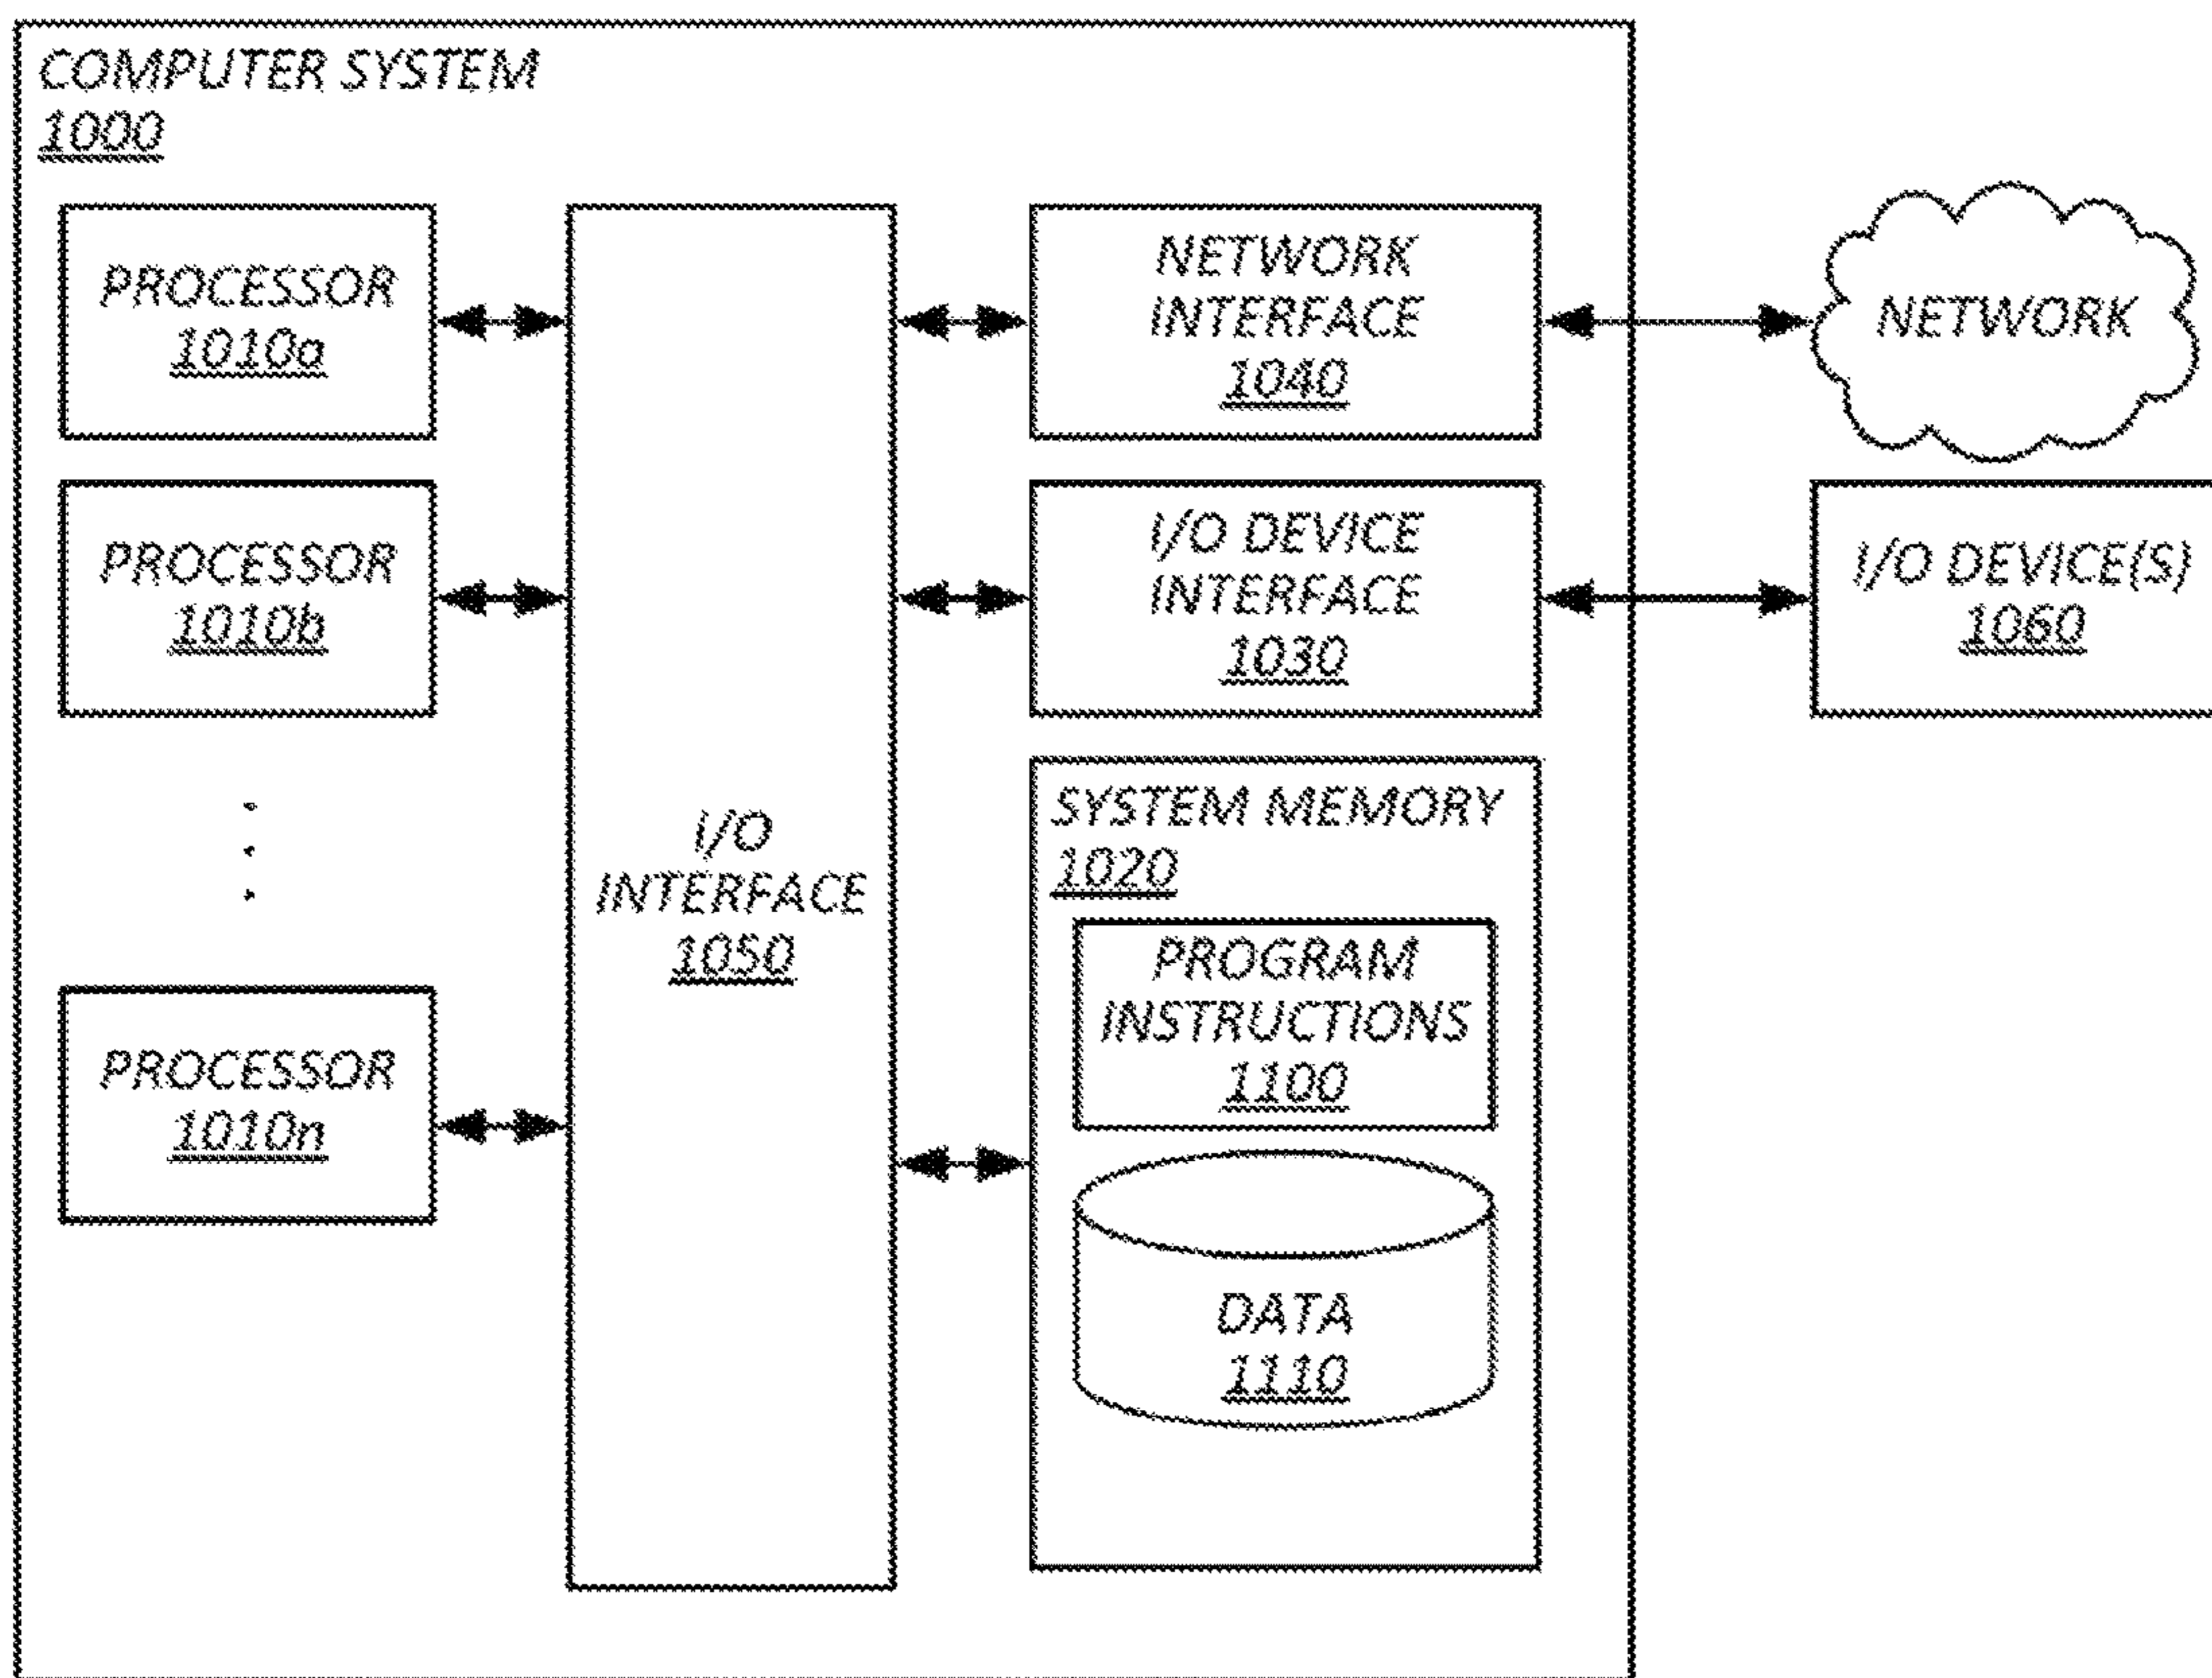 COMPUTER SYSTEM
1000
PROCESSOR
1010a
PROCESSOR
1010b
PROCESSOR
1010n
I/O
INTERFACE
1050
NETWORK
INTERFACE
1040
I/O DEVICE
INTERFACE
1030
SYSTEM MEMORY
1020
PROGRAM
INSTRUCTIONS
1100
DATA
1110
NETWORK
I/O DEVICE(S)
1060